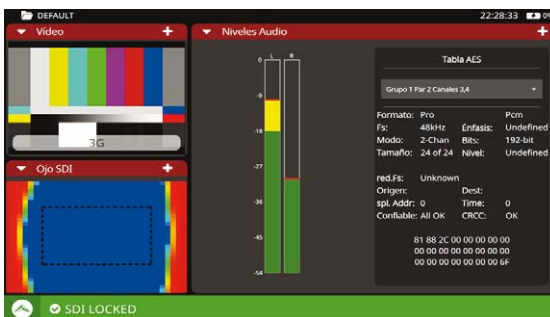 DEFAULT
22:28:33
Vídeo
3G
Ojo SDI
Niveles Audio
L R
0
-9
-18
-27
-36
-45
-54
Tabla AES
Grupo 1 Par 2 Canales 3,4
Formato: Pro Pcm
Fs: 48kHz Énfasis: Undefined
Modo: 2-Chan Bits: 192-bit
Tamaño: 24 of 24 Nivel: Undefined
red.Fs: Unknown
Origen: Dest:
spl. Addr: 0 Time: 0
Confiable: All OK CRCC: OK
81 88 2C 00 00 00 00 00
00 00 00 00 00 00 00 00
00 00 00 00 00 00 00 6F
SDI LOCKED